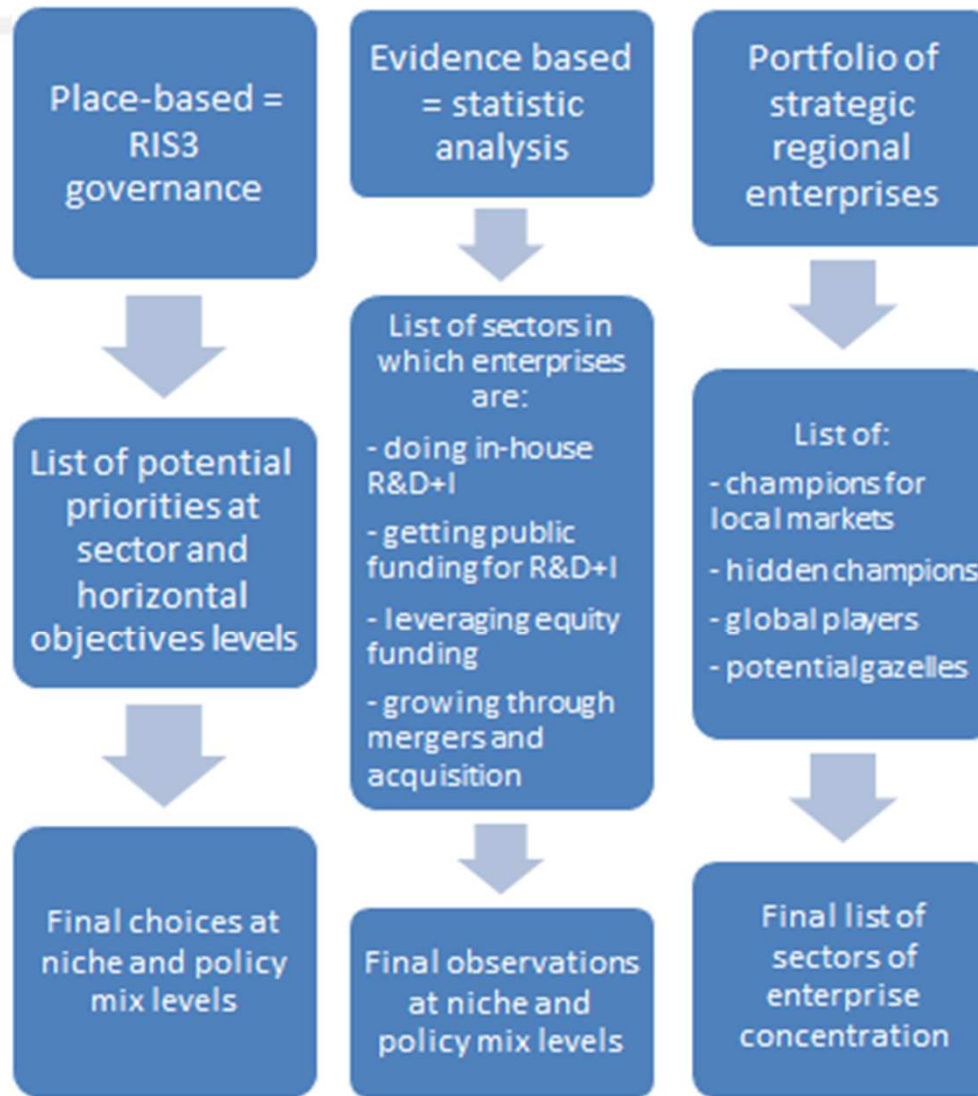 Place-based =
RIS3
governance
List of potential
priorities at
sector and
horizontal
objectives levels
Final choices at
niche and policy
mix levels
Evidence based
= statistic
analysis
List of sectors in
which enterprises
are:
- doing in-house
R&D+I
- getting public
funding for R&D+I
- leveraging equity
funding
- growing through
mergers and
acquisition
Final observations
at niche and
policy mix levels
Portfolio of
strategic
regional
enterprises
List of:
- champions for
local markets
- hidden champions
- global players
- potential gazelles
Final list of
sectors of
enterprise
concentration